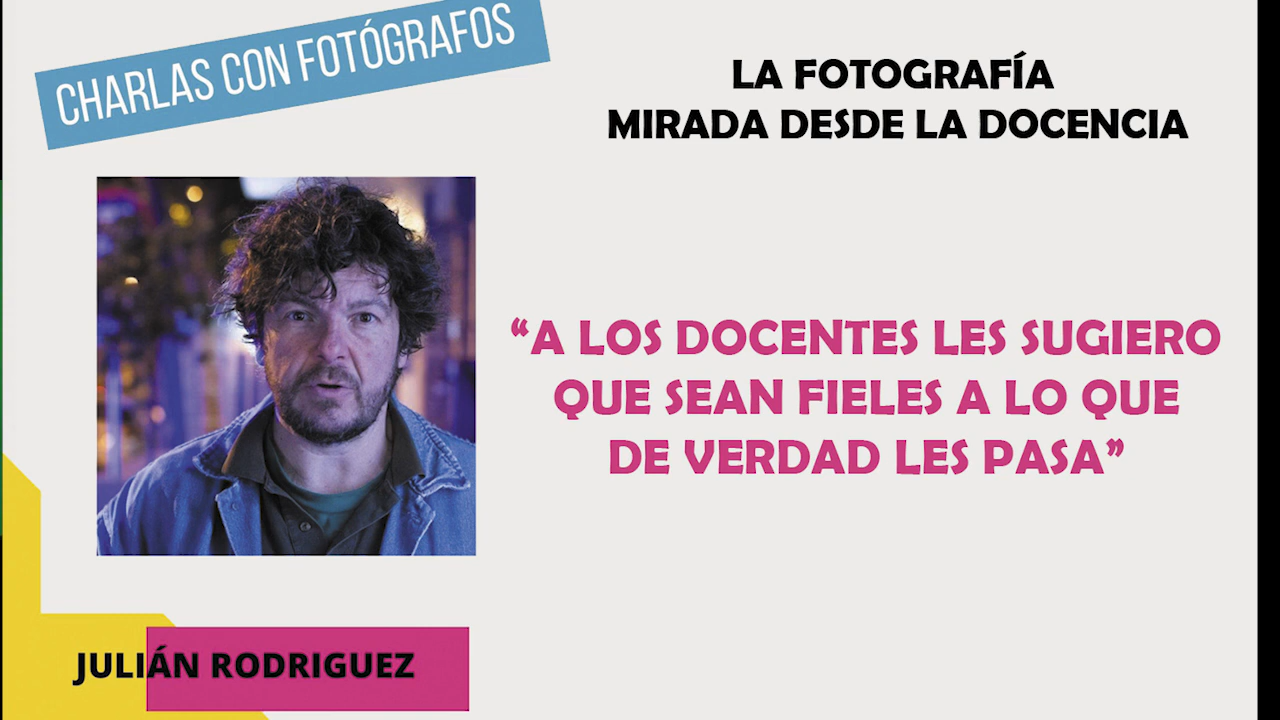 CHARLAS CON FOTÓGRAFOS
LA FOTOGRAFÍA
MIRADA DESDE LA DOCENCIA
“A LOS DOCENTES LES SUGIERO
QUE SEAN FIELES A LO QUE
DE VERDAD LES PASA”
JULIÁN RODRIGUEZ